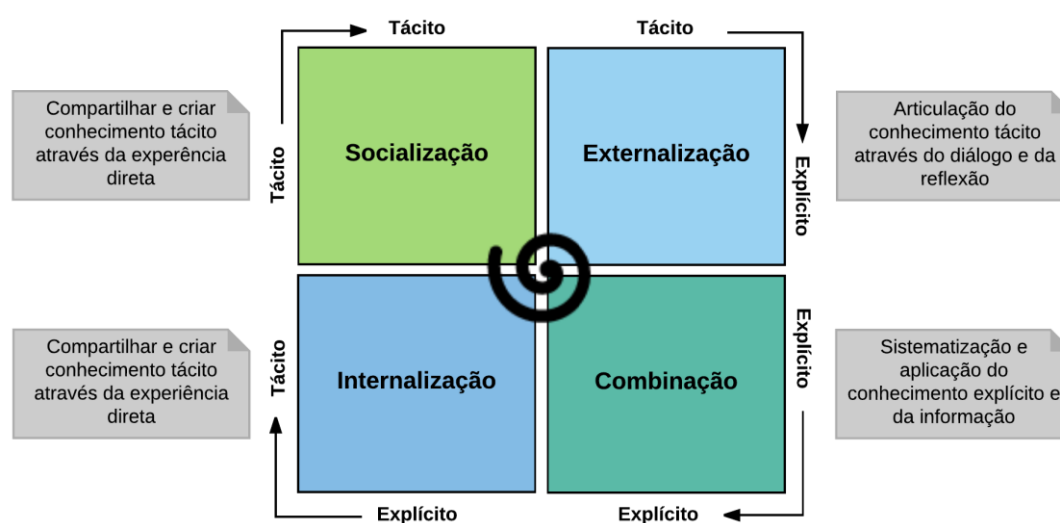 Tácito
Tácito
Compartilhar e criar
conhecimento tácito
através da experência
direta
Tácito
Socialização
Externalização
Explícito
Articulação do
conhecimento tácito
através do diálogo e da
reflexão
Compartilhar e criar
conhecimento tácito
através da experiência
direta
Tácito
Internalização
Combinação
Explícito
Sistematização e
aplicação do
conhecimento explícito e
da informação
Explícito
Explícito